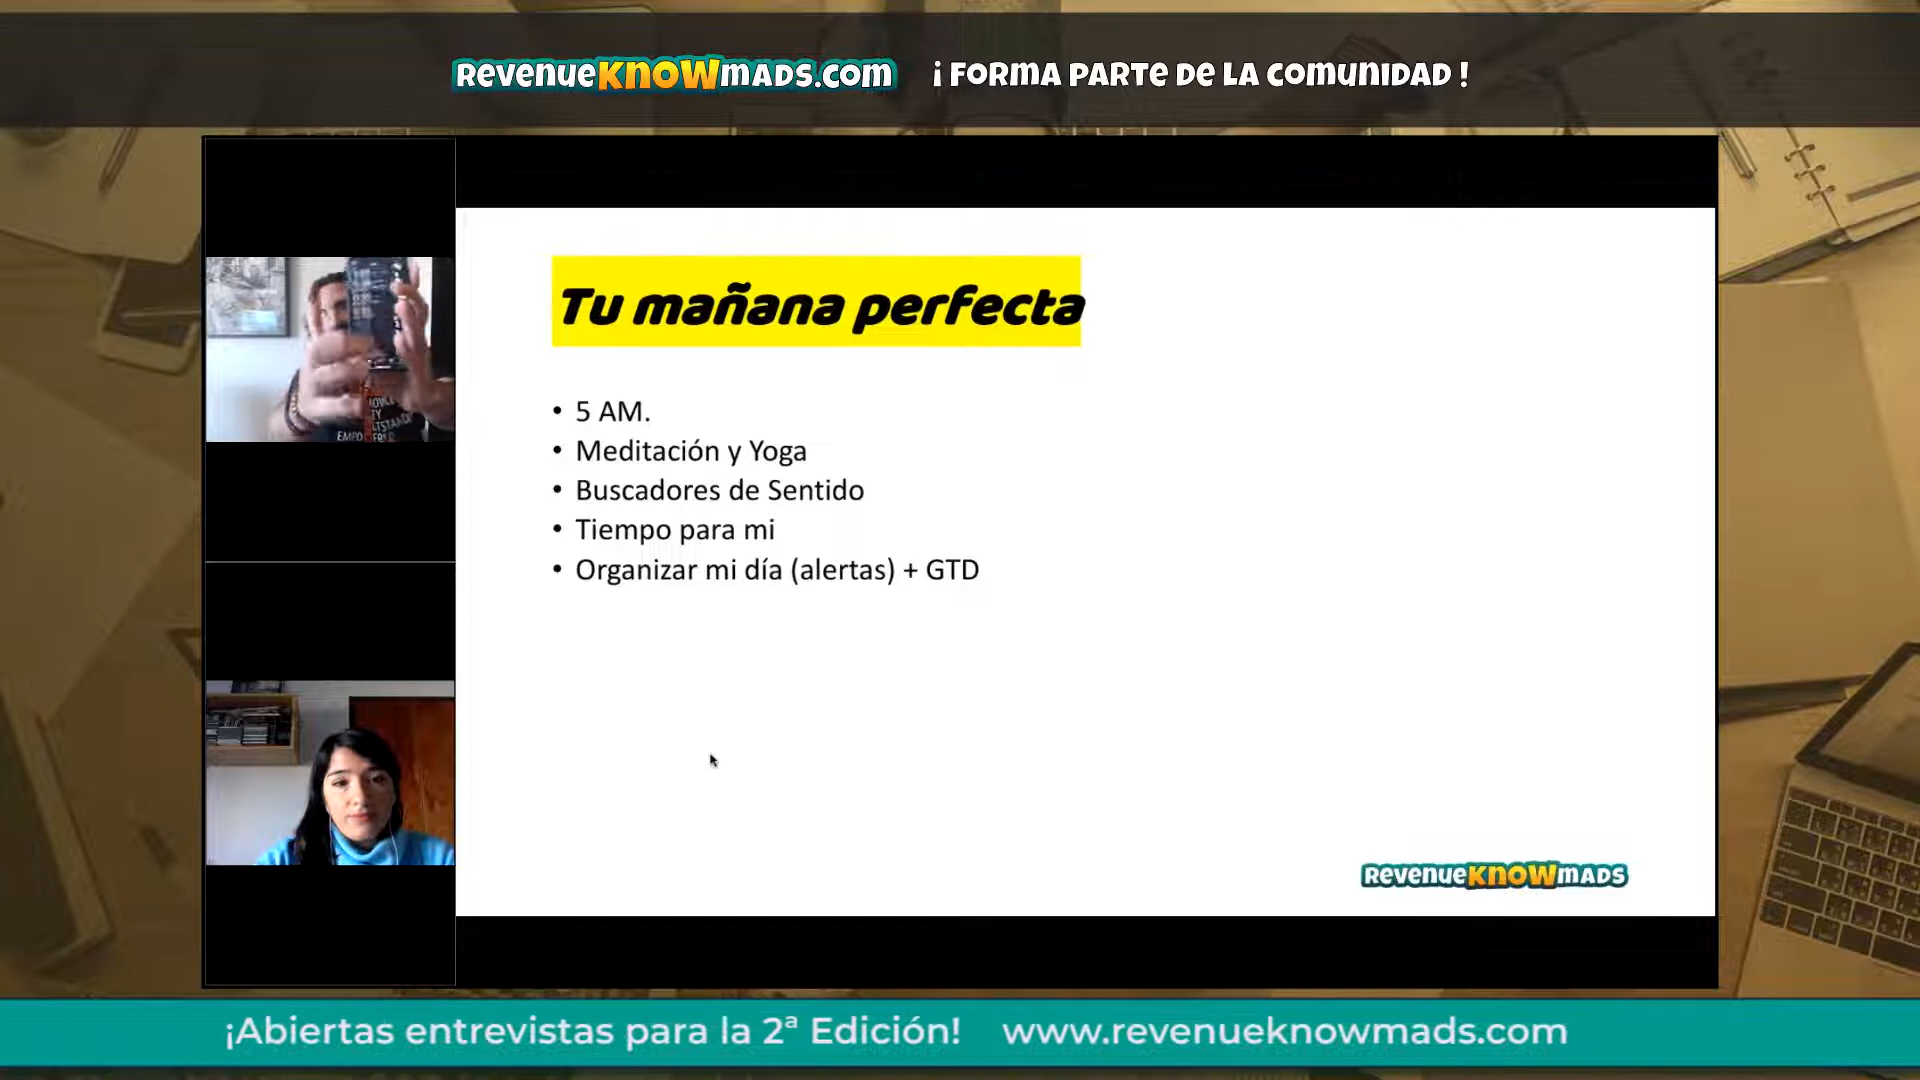 RevenueKNOWmads.com ¡ FORMA PARTE DE LA COMUNIDAD !
Tu mañana perfecta
• 5 AM.
• Meditación y Yoga
• Buscadores de Sentido
• Tiempo para mi
• Organizar mi día (alertas) + GTD
RevenueKNOWmads
¡Abiertas entrevistas para la 2ª Edición! www.revenueknowmads.com